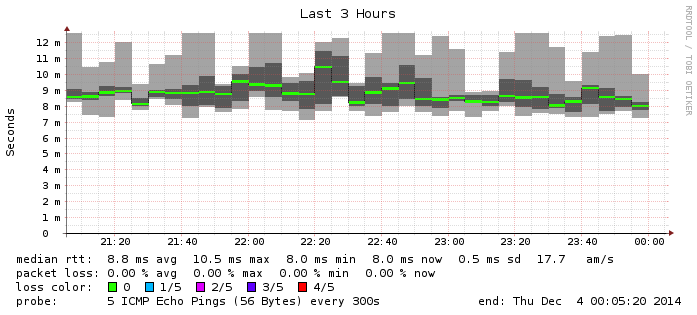 Last 3 Hours
RRDTOOL / TOBI OETIKER
Seconds
12 m
11 m
10 m
9 m
8 m
7 m
6 m
5 m
4 m
3 m
2 m
1 m
0
21:20 21:40 22:00 22:20 22:40 23:00 23:20 23:40 00:00
median rtt: 8.8 ms avg 10.5 ms max 8.0 ms min 8.0 ms now 0.5 ms sd 17.7 am/s
packet loss: 0.00 % avg 0.00 % max 0.00 % min 0.00 % now
loss color: 0 1/5 2/5 3/5 4/5
probe: 5 ICMP Echo Pings (56 Bytes) every 300s end: Thu Dec 4 00:05:20 2014